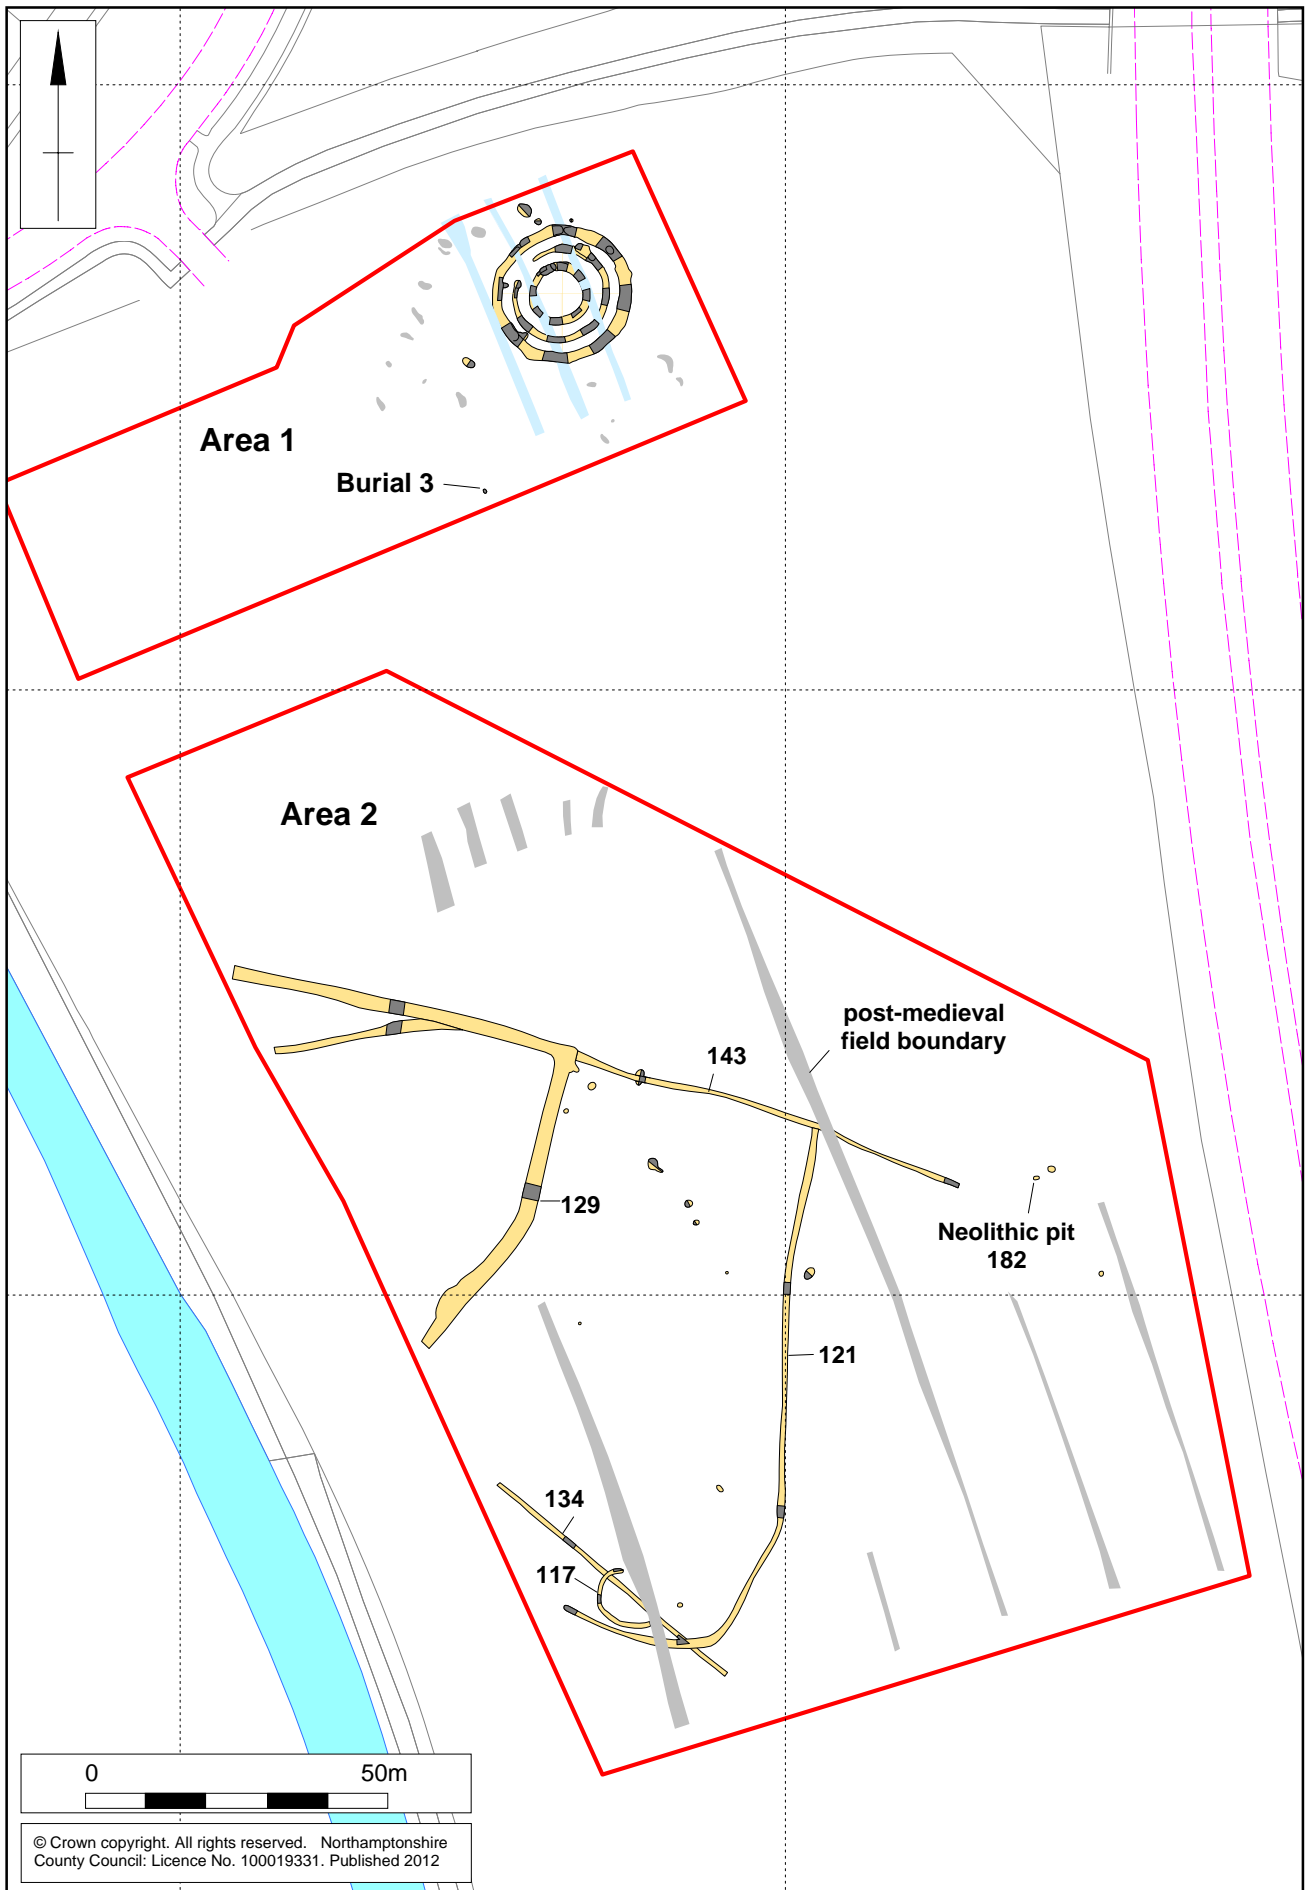 Area 1
Burial 3
Area 2
post-medieval
field boundary
143
129
Neolithic pit
182
121
134
117
0 50m
© Crown copyright. All rights reserved. Northamptonshire
County Council: Licence No. 100019331. Published 2012